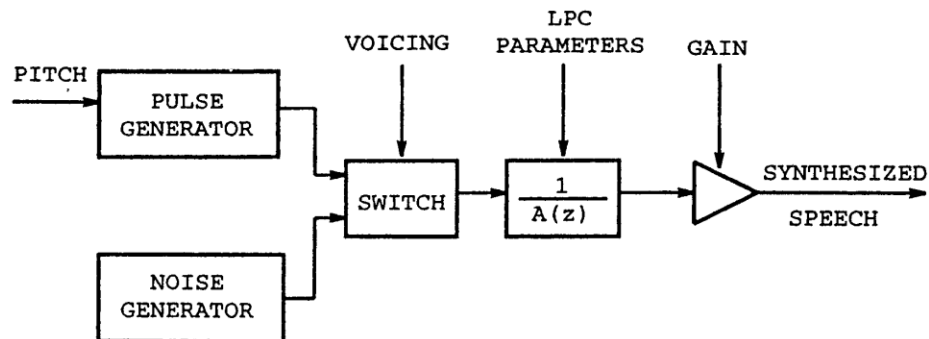 LPC
VOICING PARAMETERS GAIN
PITCH
PULSE
GENERATOR
SWITCH
1
A(z)
SYNTHESIZED
SPEECH
NOISE
GENERATOR